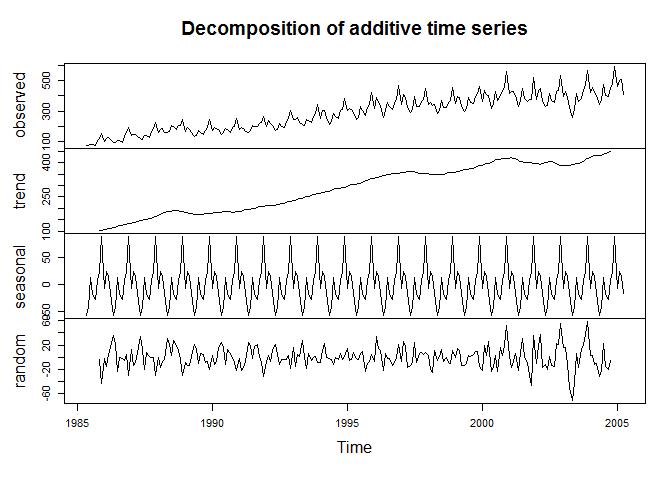 Decomposition of additive time series
observed
100 300 500
trend
100 250 400
seasonal
-50 0 50 100
random
-60 -20 20 60
1985 1990 1995 2000 2005
Time